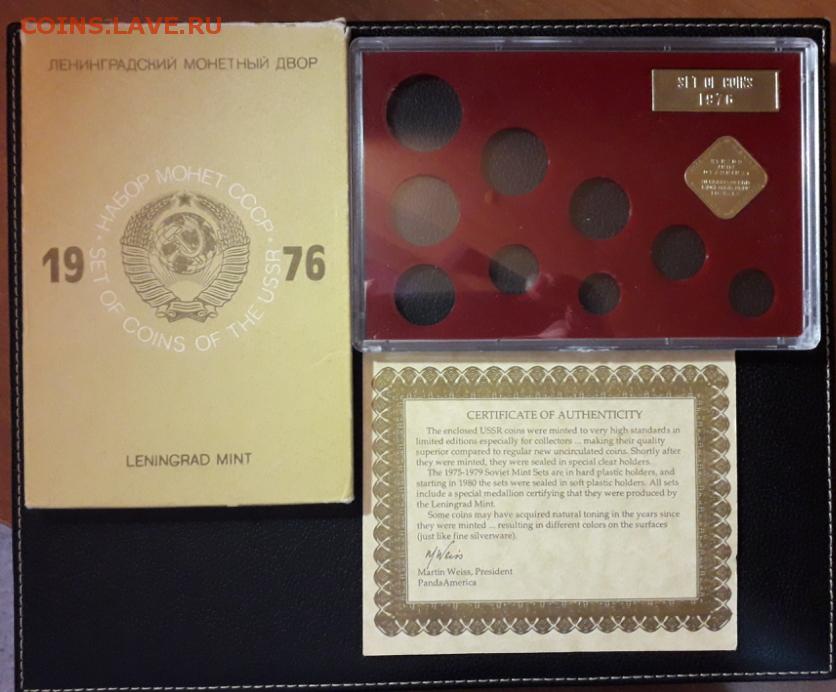 COINS.LAVE.RU
ЛЕНИНГРАДСКИЙ МОНЕТНЫЙ ДВОР
· НАБОР МОНЕТ СССР ·
SET OF COINS OF THE USSR
19 76
LENINGRAD MINT
SET OF COINS
1976
CERTIFICATE OF AUTHENTICITY
The enclosed USSR coins were minted to very high standards in
limited editions especially for collectors ... making their quality
superior compared to regular new uncirculated coins. Shortly after
they were minted, they were sealed in special clear holders.
The 1975-1979 Soviet Mint Sets are in hard plastic holders, and
starting in 1980 the sets were sealed in soft plastic holders. All sets
include a special medallion certifying that they were produced by
the Leningrad Mint.
Some coins may have acquired natural toning in the years since
they were minted ... resulting in different colors on the surfaces
(just like fine silverware).
M Weiss
Martin Weiss, President
PandaAmerica